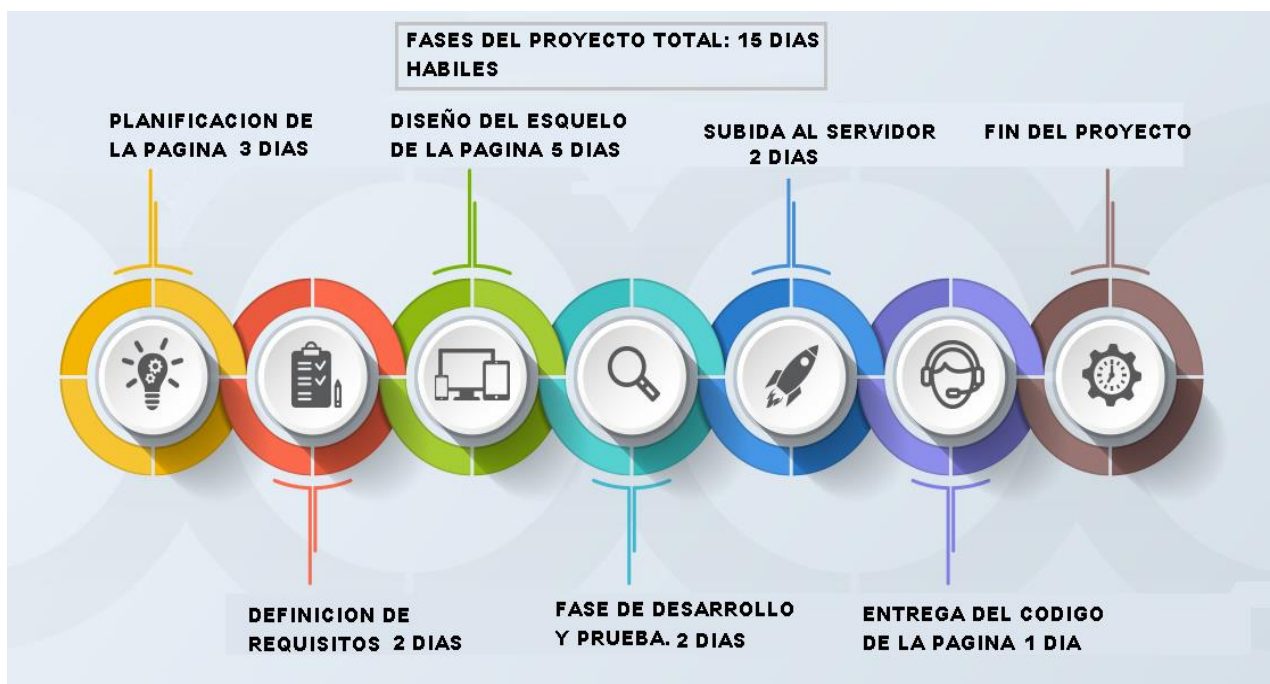 FASES DEL PROYECTO TOTAL: 15 DIAS
HABILES
PLANIFICACION DE
LA PAGINA 3 DIAS
DISEÑO DEL ESQUELO
DE LA PAGINA 5 DIAS
SUBIDA AL SERVIDOR
2 DIAS
FIN DEL PROYECTO
DEFINICION DE
REQUISITOS 2 DIAS
FASE DE DESARROLLO
Y PRUEBA. 2 DIAS
ENTREGA DEL CODIGO
DE LA PAGINA 1 DIA